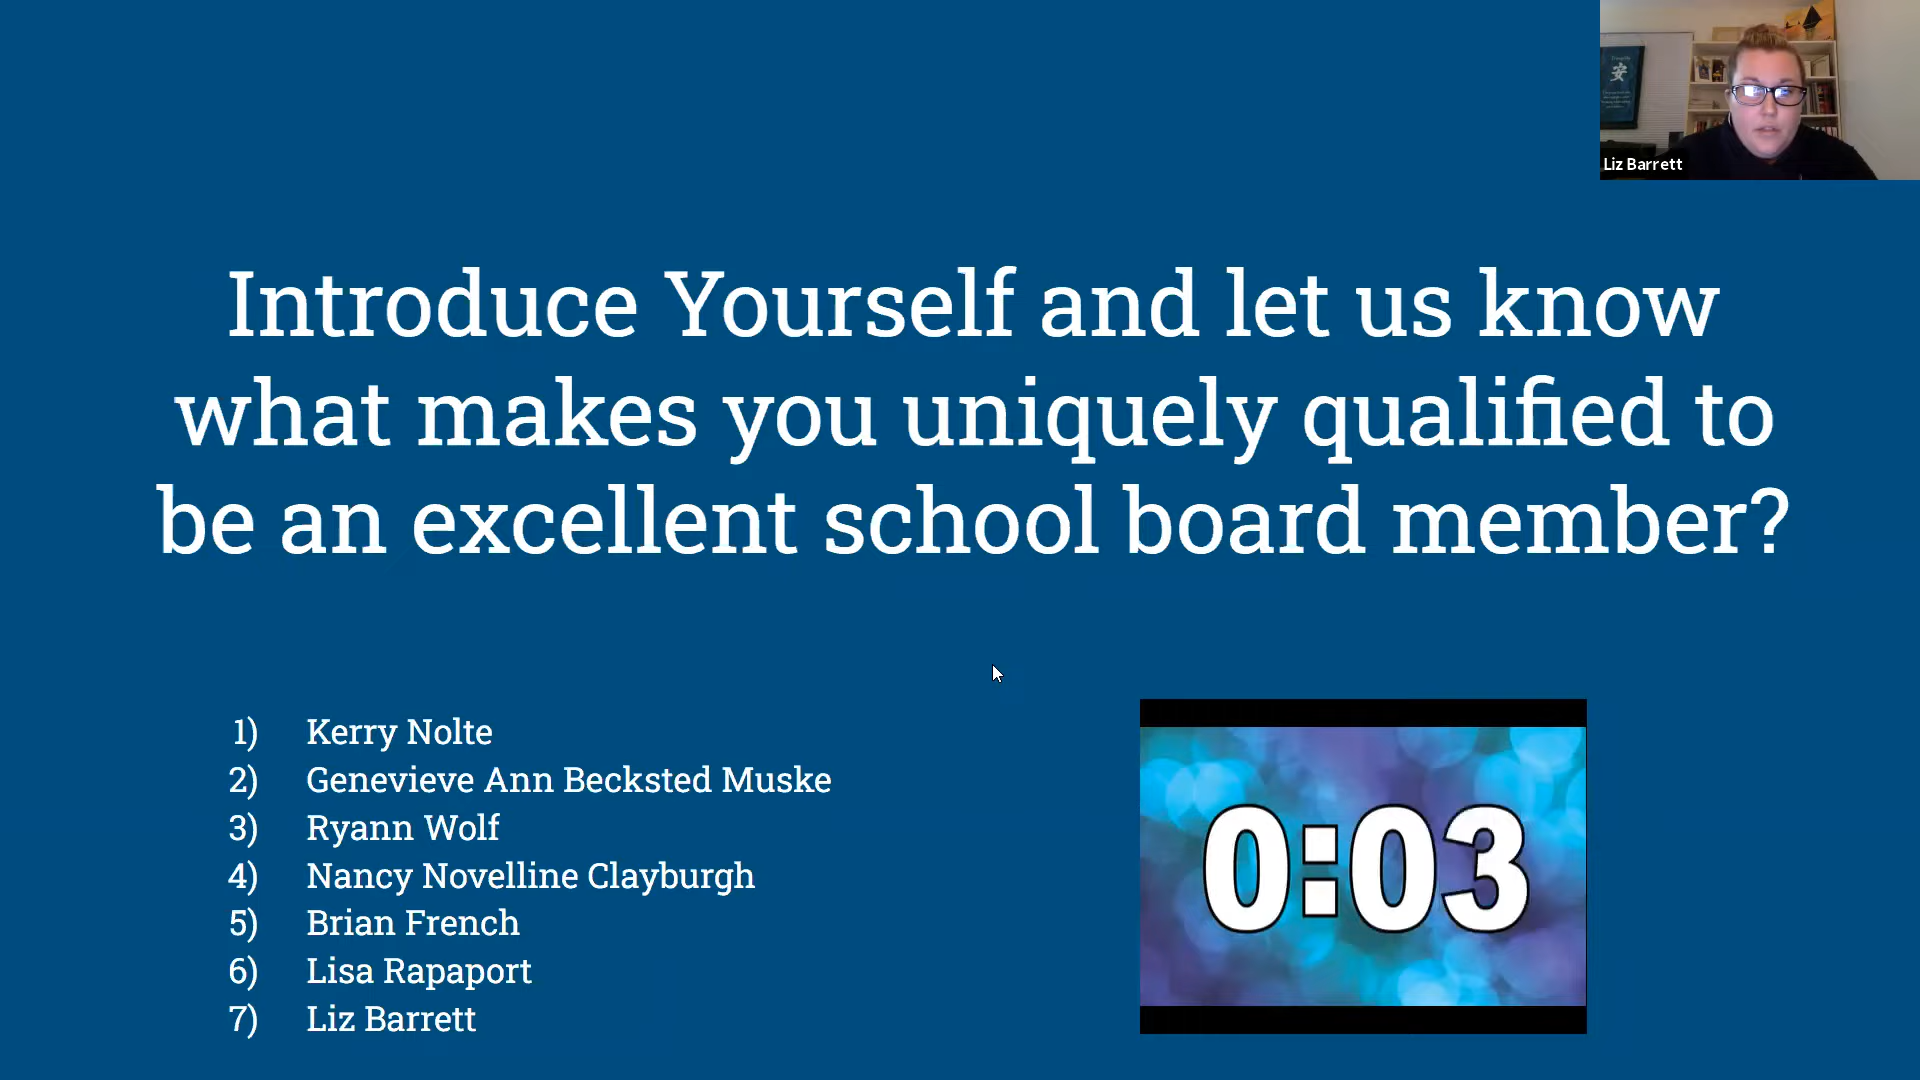 安
Liz Barrett
Introduce Yourself and let us know
what makes you uniquely qualified to
be an excellent school board member?
1) Kerry Nolte
2) Genevieve Ann Becksted Muske
3) Ryann Wolf
4) Nancy Novelline Clayburgh
5) Brian French
6) Lisa Rapaport
7) Liz Barrett
0:03